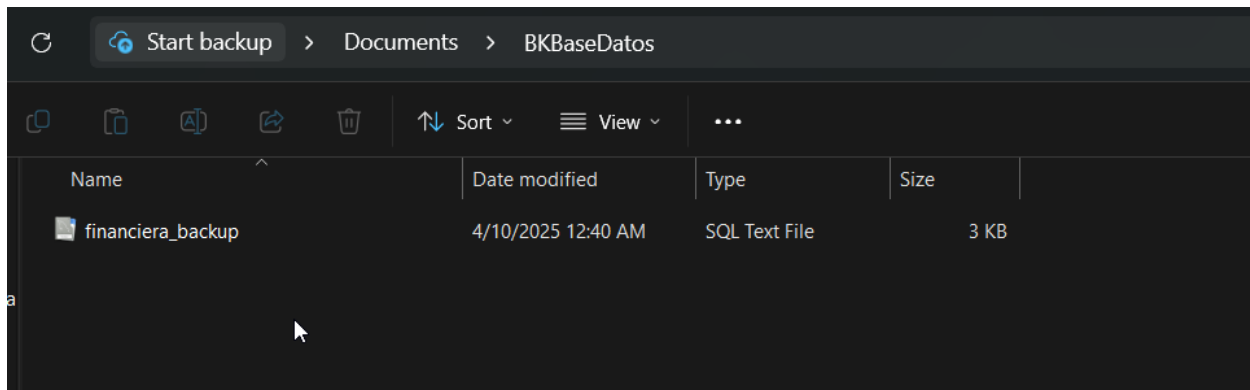 Start backup > Documents > BKBaseDatos
Sort View
Name Date modified Type Size
financiera_backup 4/10/2025 12:40 AM SQL Text File 3 KB
a